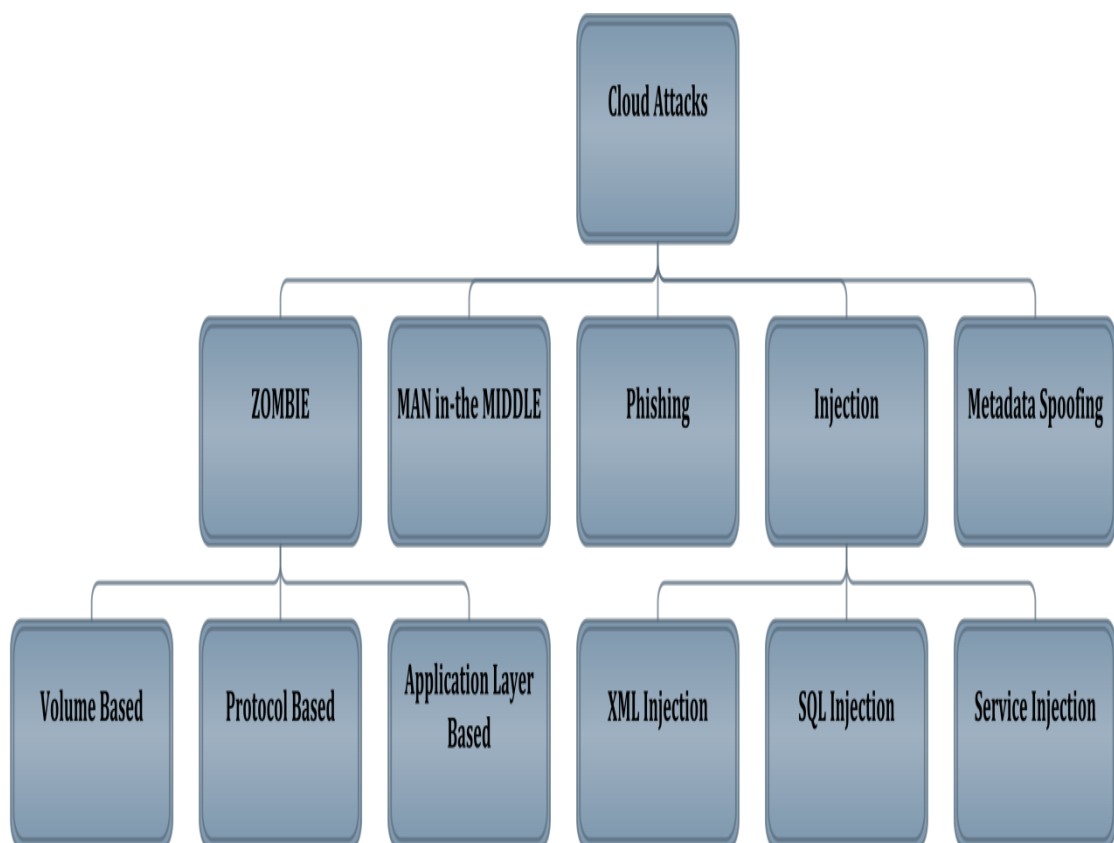 Cloud Attacks
ZOMBIE
MAN in-the MIDDLE
Phishing
Injection
Metadata Spoofing
Volume Based
Protocol Based
Application Layer
Based
XML Injection
SQL Injection
Service Injection